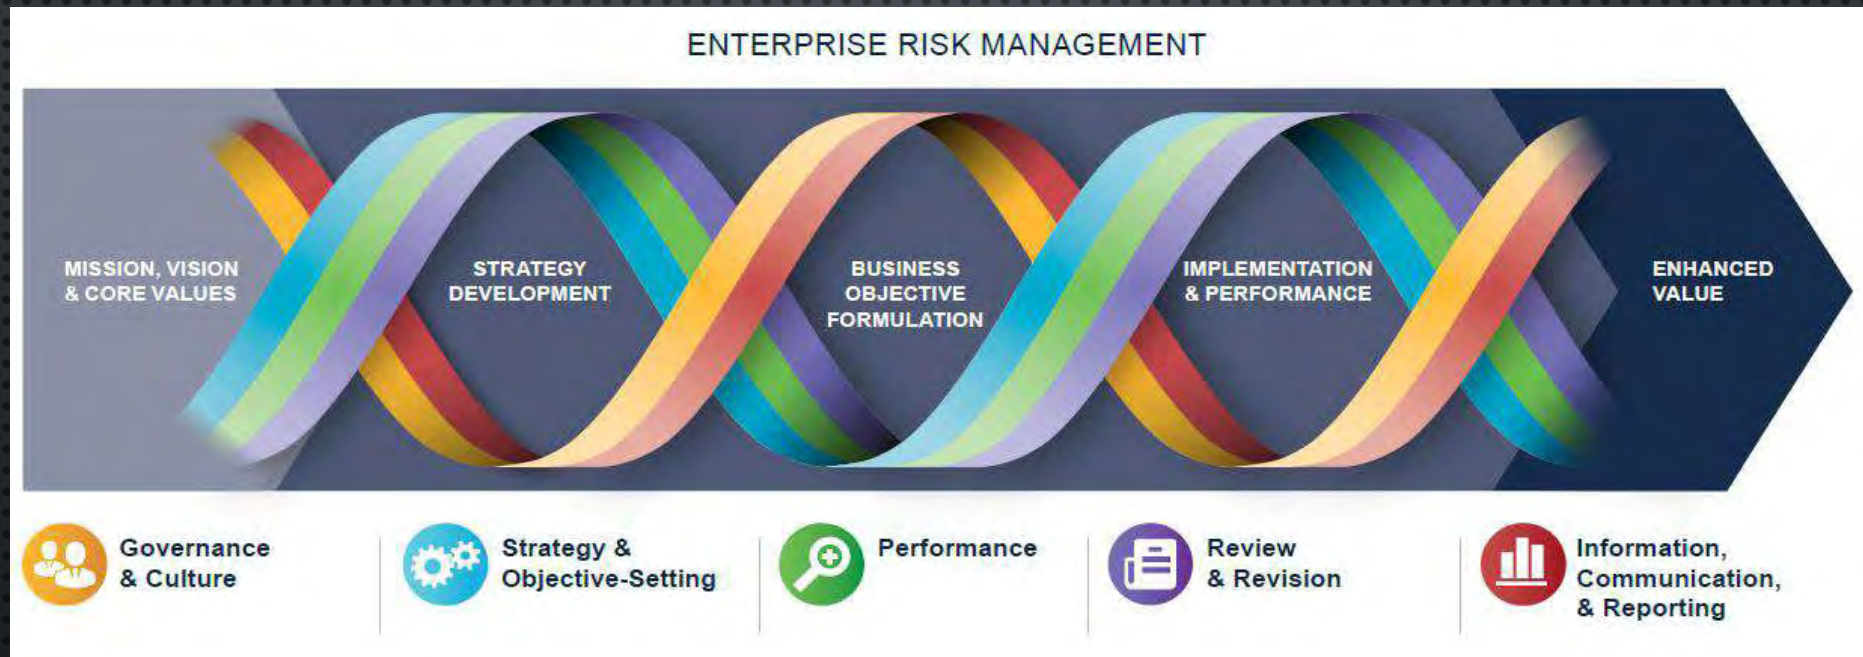 ENTERPRISE RISK MANAGEMENT
MISSION, VISION
& CORE VALUES
STRATEGY
DEVELOPMENT
BUSINESS
OBJECTIVE
FORMULATION
IMPLEMENTATION
& PERFORMANCE
ENHANCED
VALUE
Governance
& Culture
Strategy &
Objective-Setting
Performance
Review
& Revision
Information,
Communication,
& Reporting